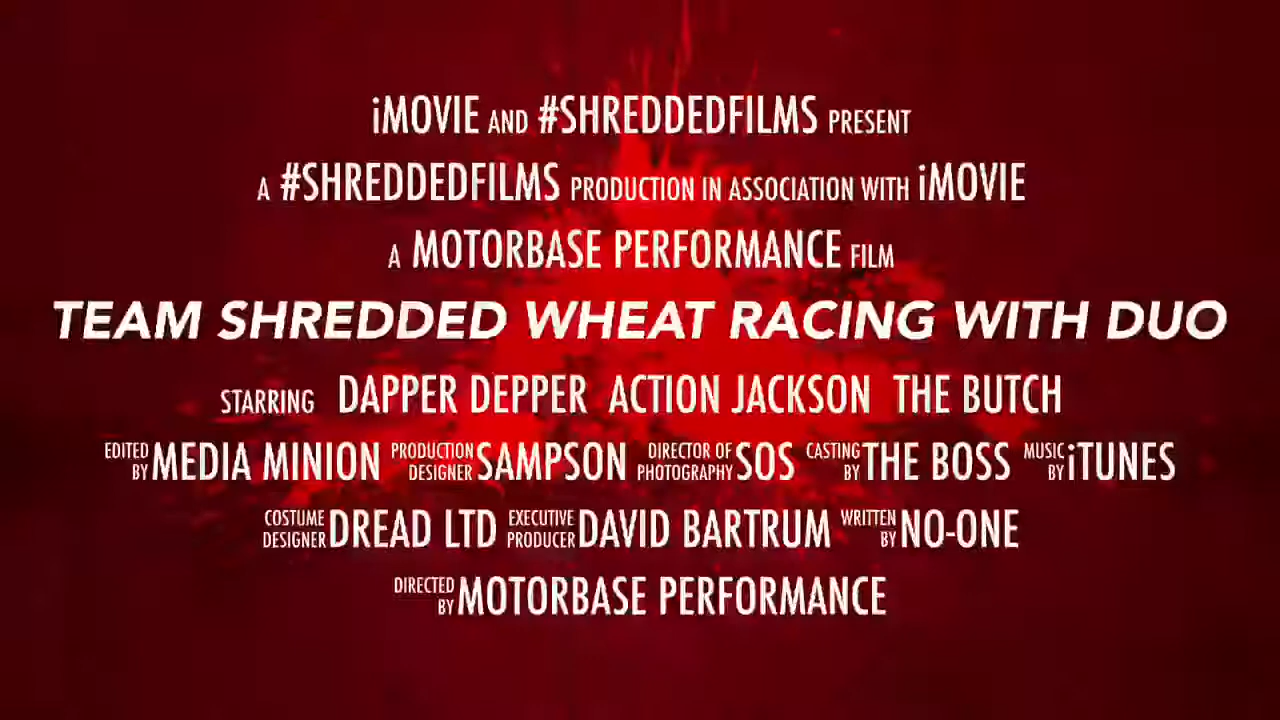 iMOVIE AND #SHREDDEDFILMS PRESENT
A #SHREDDEDFILMS PRODUCTION IN ASSOCIATION WITH iMOVIE
A MOTORBASE PERFORMANCE FILM
TEAM SHREDDED WHEAT RACING WITH DUO
STARRING DAPPER DEPPER ACTION JACKSON THE BUTCH
EDITED BY MEDIA MINION PRODUCTION DESIGNER SAMPSON DIRECTOR OF PHOTOGRAPHY SOS CASTING BY THE BOSS MUSIC BY iTUNES
COSTUME DESIGNER DREAD LTD EXECUTIVE PRODUCER DAVID BARTRUM WRITTEN BY NO-ONE
DIRECTED BY MOTORBASE PERFORMANCE